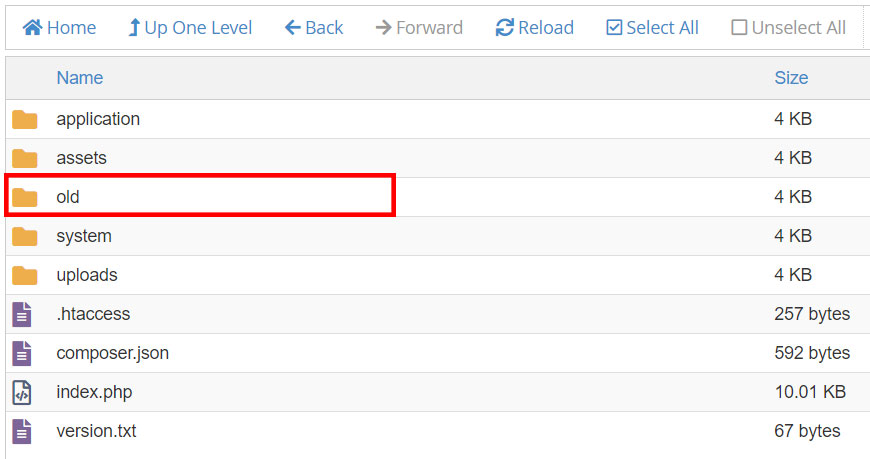 Home Up One Level Back Forward Reload Select All Unselect All
Name Size
application 4 KB
assets 4 KB
old 4 KB
system 4 KB
uploads 4 KB
.htaccess 257 bytes
composer.json 592 bytes
index.php 10.01 KB
version.txt 67 bytes